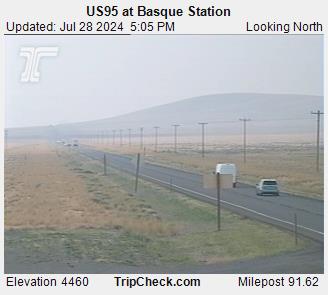 US95 at Basque Station
Updated: Jul 28 2024 5:05 PM Looking North
Elevation 4460 TripCheck.com Milepost 91.62